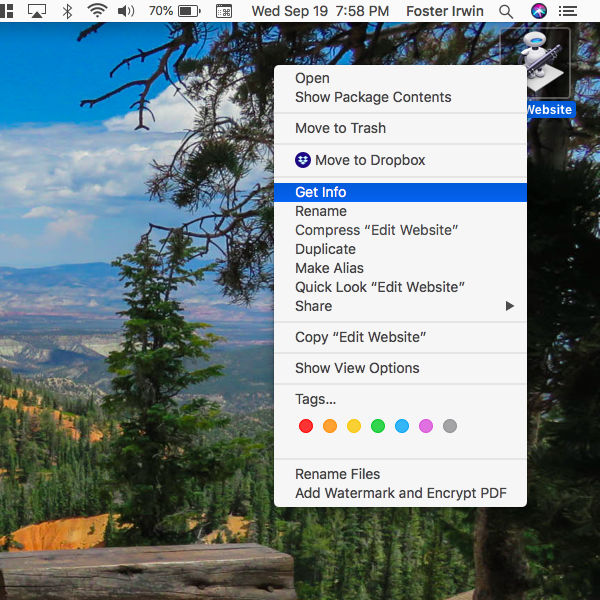 70% Wed Sep 19 7:58 PM Foster Irwin
Website
Open
Show Package Contents
Move to Trash
Move to Dropbox
Get Info
Rename
Compress “Edit Website”
Duplicate
Make Alias
Quick Look “Edit Website”
Share
Copy “Edit Website”
Show View Options
Tags...
Rename Files
Add Watermark and Encrypt PDF